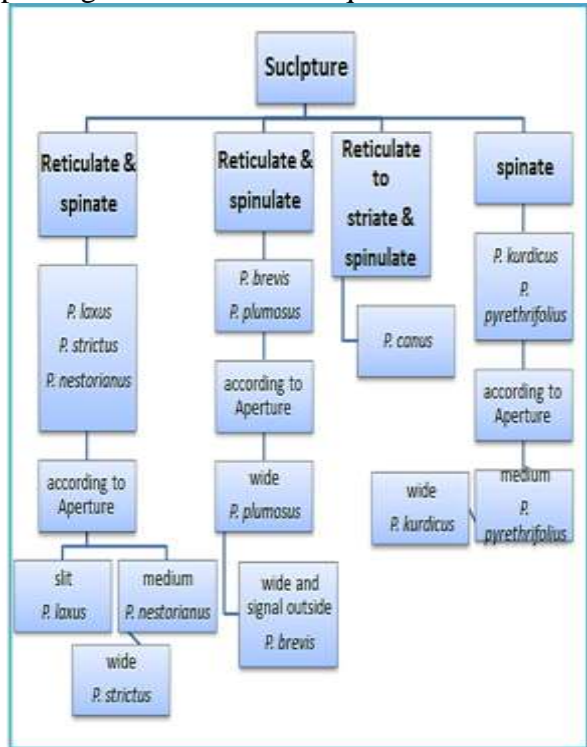 Suclpture
Reticulate &
spinate
Reticulate &
spinulate
Reticulate
to
striate &
spinulate
spinate
P. laxus
P. strictus
P. nestorianus
P. brevis
P. plumosus
P. canus
P. kurdicus
P.
pyrethrifolius
according to
Aperture
according to
Aperture
according to
Aperture
slit
P. laxus
medium
P. nestorianus
wide
P. strictus
wide
P. plumosus
wide and
signal outside
P. brevis
wide
P. kurdicus
medium
P.
pyrethrifolius